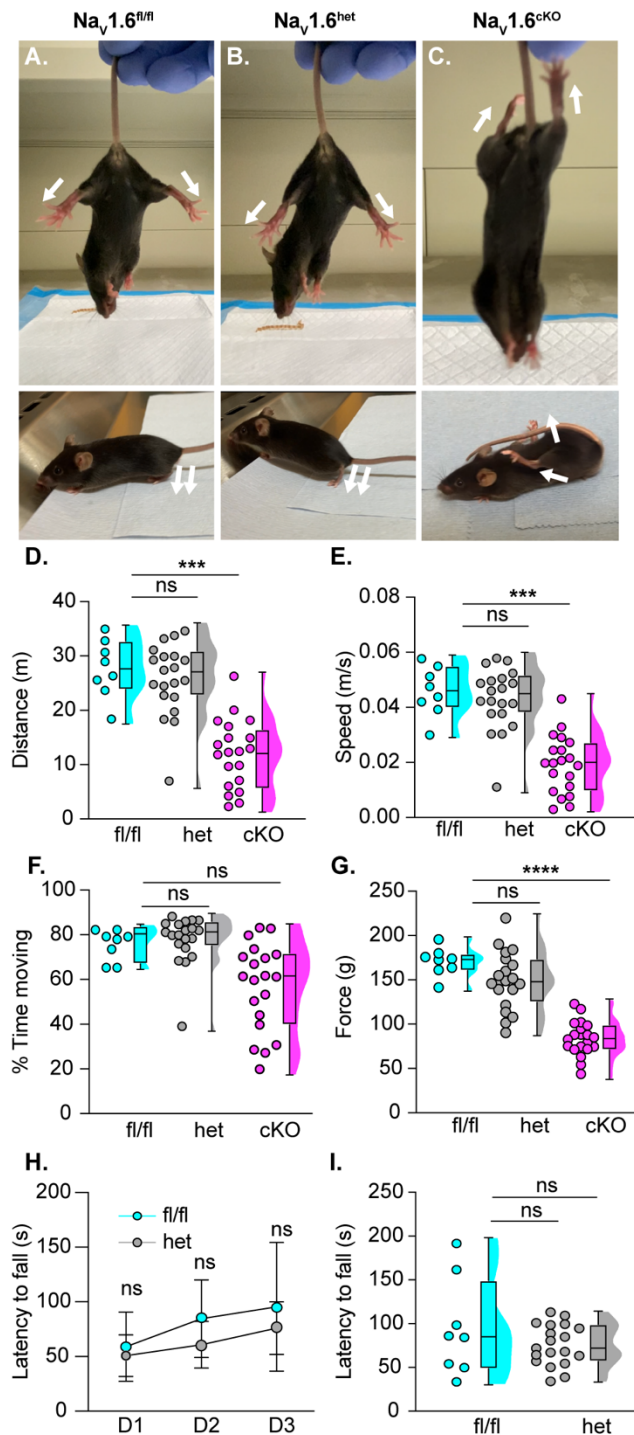 Nav1.6fl/fl Nav1.6het Nav1.6cKO
A. B. C.
D. E.
*** ***
ns ns
40 0.08
30 0.06
20 0.04
10 0.02
0 0.00
Distance (m) Speed (m/s)
fl/fl het cKO fl/fl het cKO
F. G.
ns ****
ns ns
100 250
80 200
60 150
40 100
20 50
0 0
% Time moving Force (g)
fl/fl het cKO fl/fl het cKO
H. I.
200 250
150 200
100 150
50 100
0 50
0
fl/fl
het
ns ns ns
ns
ns
Latency to fall (s) Latency to fall (s)
D1 D2 D3 fl/fl het